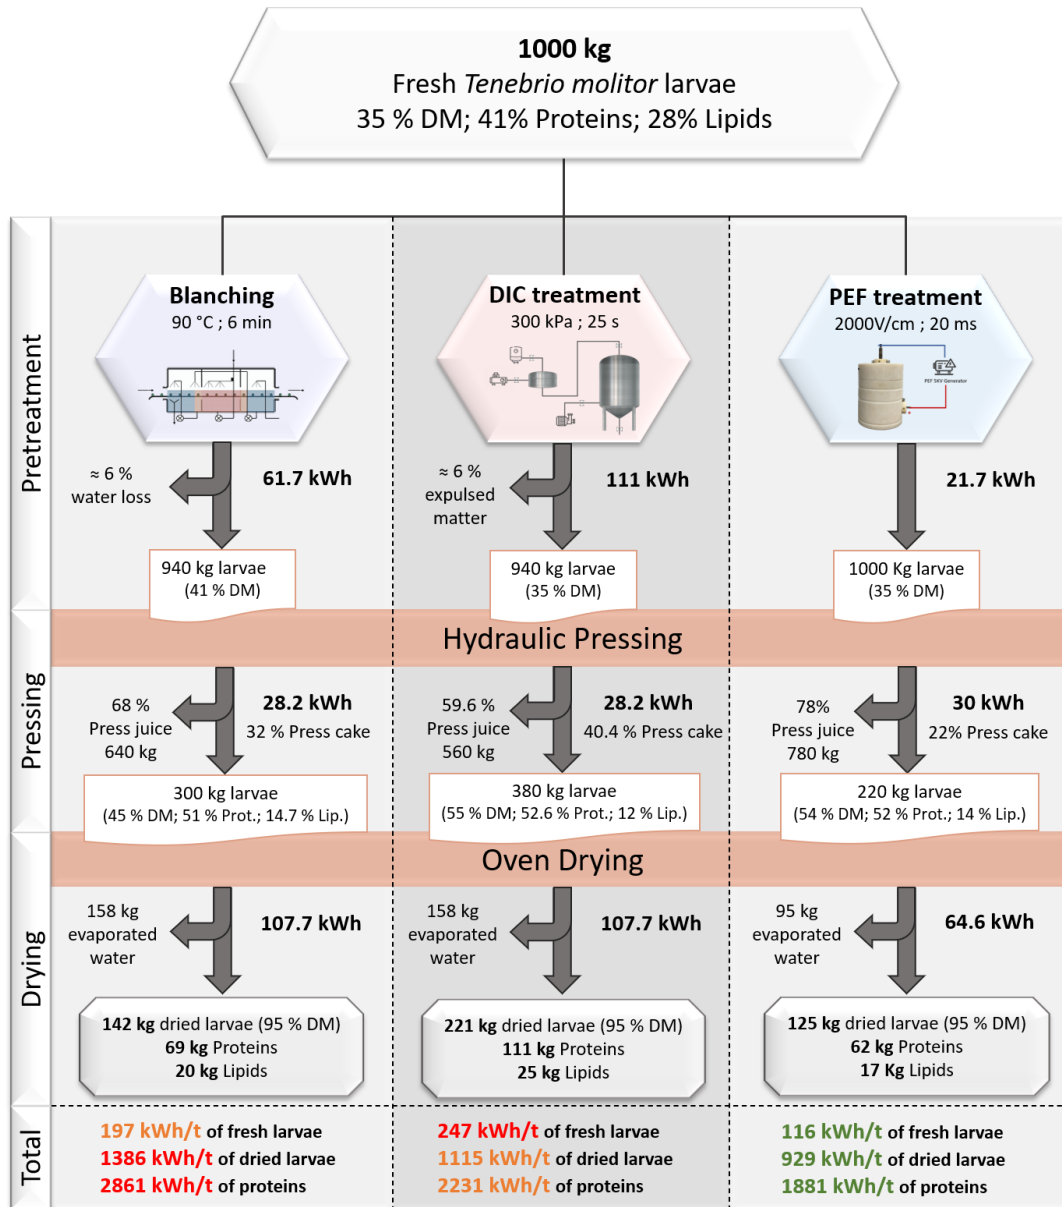 1000 kg
Fresh Tenebrio molitor larvae
35 % DM; 41% Proteins; 28% Lipids
Pretreatment
Blanching
90 °C ; 6 min
≈ 6 %
water loss
61.7 kWh
940 kg larvae
(41 % DM)
DIC treatment
300 kPa ; 25 s
≈ 6 %
expulsed
matter
111 kWh
940 kg larvae
(35 % DM)
PEF treatment
2000V/cm ; 20 ms
PEF 5KV Generator
21.7 kWh
1000 Kg larvae
(35 % DM)
Pressing
Hydraulic Pressing
68 %
Press juice
640 kg
28.2 kWh
32 % Press cake
300 kg larvae
(45 % DM; 51 % Prot.; 14.7 % Lip.)
59.6 %
Press juice
560 kg
28.2 kWh
40.4 % Press cake
380 kg larvae
(55 % DM; 52.6 % Prot.; 12 % Lip.)
78%
Press juice
780 kg
30 kWh
22% Press cake
220 kg larvae
(54 % DM; 52 % Prot.; 14 % Lip.)
Drying
Oven Drying
158 kg
evaporated
water
107.7 kWh
142 kg dried larvae (95 % DM)
69 kg Proteins
20 kg Lipids
158 kg
evaporated
water
107.7 kWh
221 kg dried larvae (95 % DM)
111 kg Proteins
25 kg Lipids
95 kg
evaporated
water
64.6 kWh
125 kg dried larvae (95 % DM)
62 kg Proteins
17 Kg Lipids
Total
197 kWh/t of fresh larvae
1386 kWh/t of dried larvae
2861 kWh/t of proteins
247 kWh/t of fresh larvae
1115 kWh/t of dried larvae
2231 kWh/t of proteins
116 kWh/t of fresh larvae
929 kWh/t of dried larvae
1881 kWh/t of proteins